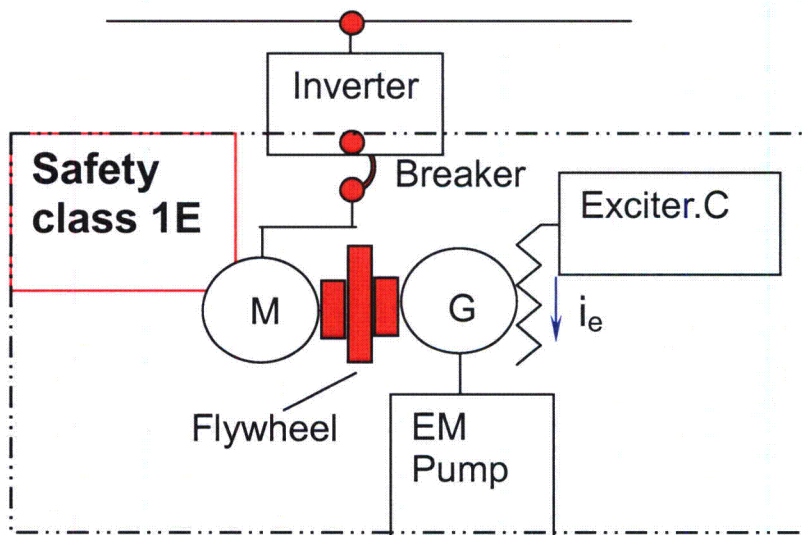 Inverter
Safety
class 1E
Breaker
Exciter.C
M
G
iₑ
Flywheel
EM
Pump